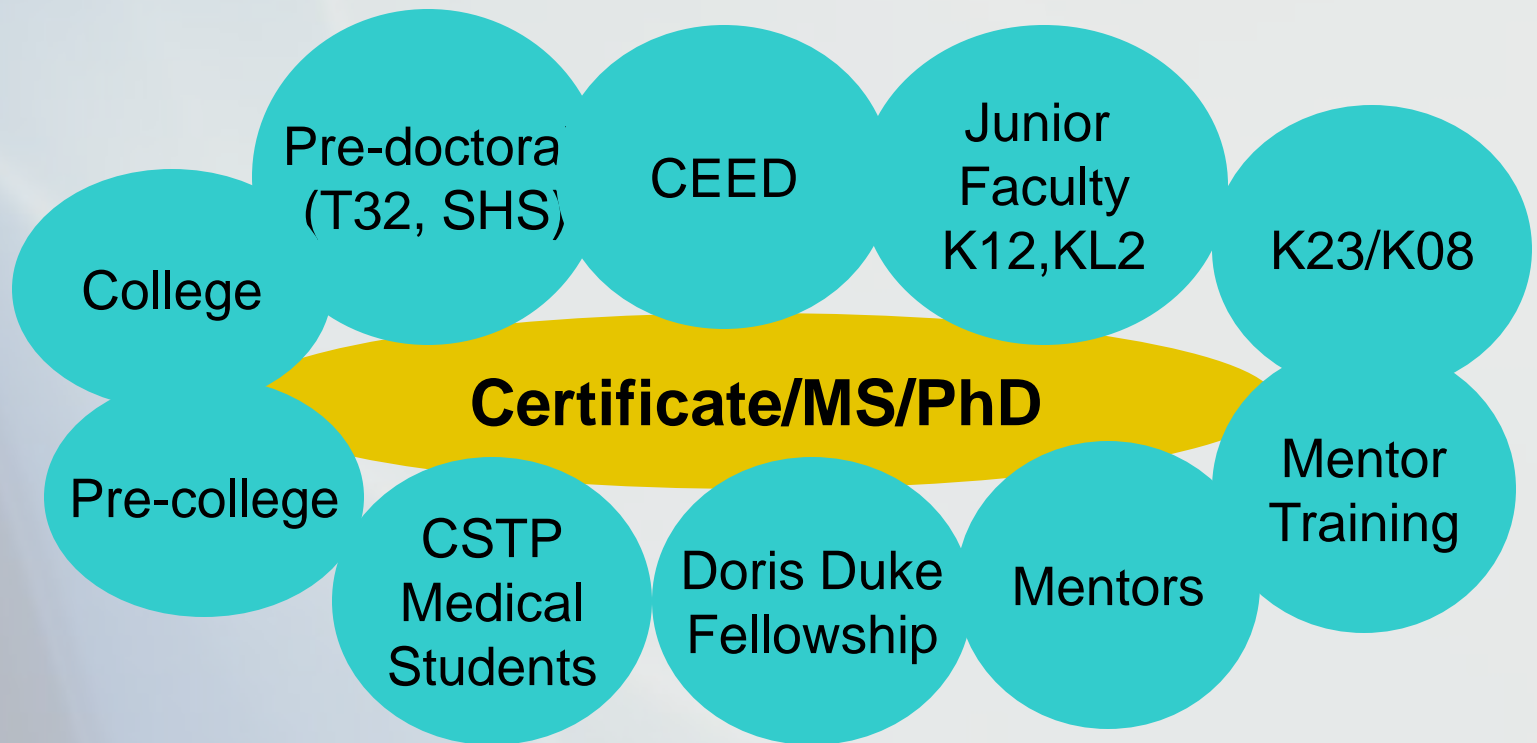 Pre-doctoral
(T32, SHS)
CEED
Junior
Faculty
K12,KL2
K23/K08
College
Certificate/MS/PhD
Pre-college
CSTP
Medical
Students
Doris Duke
Fellowship
Mentors
Mentor
Training